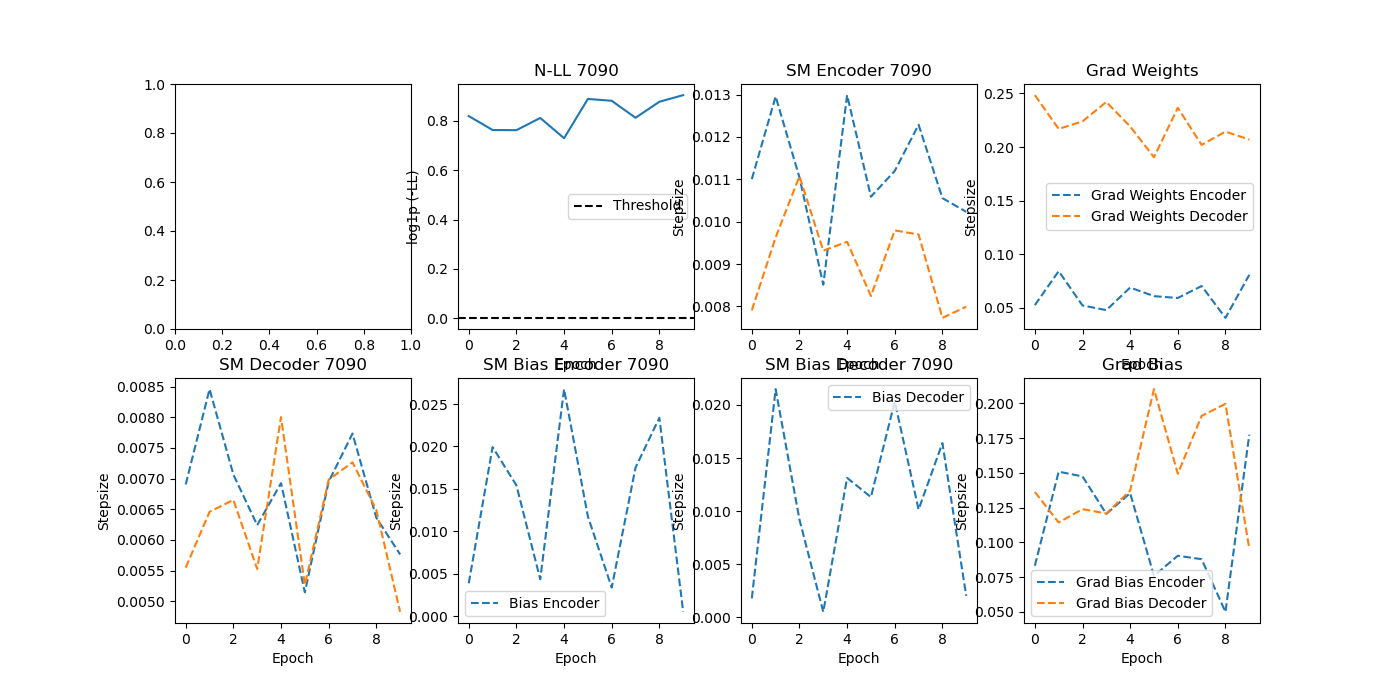 N-LL 7090
SM Encoder 7090
Grad Weights
1.0
0.8
0.6
0.4
0.2
0.0
0.0 0.2 0.4 0.6 0.8 1.0
log1p (-LL)
0.8
0.6
0.4
0.2
0.0
Threshold
0 2 4 6 8
Epoch
Stepsize
0.013
0.012
0.011
0.010
0.009
0.008
0 2 4 6 8
Epoch
Stepsize
0.25
0.20
0.15
0.10
0.05
Grad Weights Encoder
Grad Weights Decoder
0 2 4 6 8
Epoch
SM Decoder 7090
SM Bias Encoder 7090
SM Bias Decoder 7090
Grad Bias
Stepsize
0.0085
0.0080
0.0075
0.0070
0.0065
0.0060
0.0055
0.0050
0 2 4 6 8
Epoch
Stepsize
0.025
0.020
0.015
0.010
0.005
0.000
Bias Encoder
0 2 4 6 8
Epoch
Stepsize
0.020
0.015
0.010
0.005
0.000
Bias Decoder
0 2 4 6 8
Epoch
Stepsize
0.200
0.175
0.150
0.125
0.100
0.075
0.050
Grad Bias Encoder
Grad Bias Decoder
0 2 4 6 8
Epoch